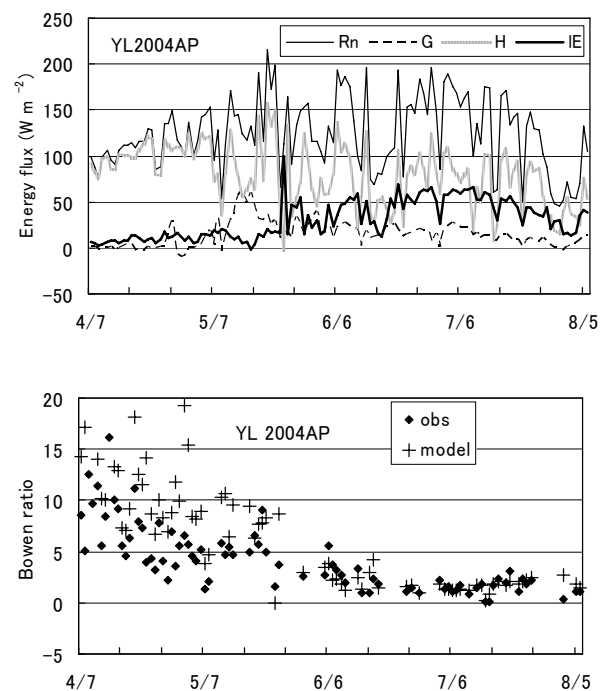 250
200
150
100
50
0
−50
Energy flux (W m −2)
YL2004AP
Rn G H lE
4/7 5/7 6/6 7/6 8/5
20
15
10
5
0
−5
Bowen ratio
YL 2004AP
obs
model
4/7 5/7 6/6 7/6 8/5